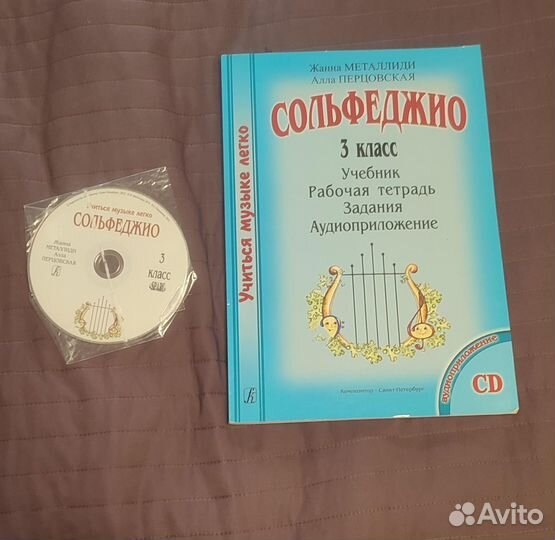 Жанна МЕТАЛЛИДИ
Алла ПЕРЦОВСКАЯ
СОЛЬФЕДЖИО
3 класс
Учебник
Рабочая тетрадь
Задания
Аудиоприложение
Учиться музыке легко
Композитор • Санкт-Петербург
аудиоприложение
CD
Учиться музыке легко
СОЛЬФЕДЖИО
Жанна
МЕТАЛЛИДИ
Алла
ПЕРЦОВСКАЯ
3
класс
Avito